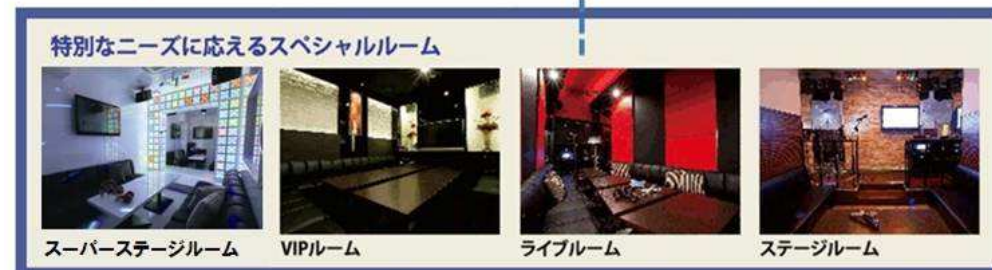 特別なニーズに応えるスペシャルルーム
スーパーステージルーム
VIPルーム
ライブルーム
ステージルーム